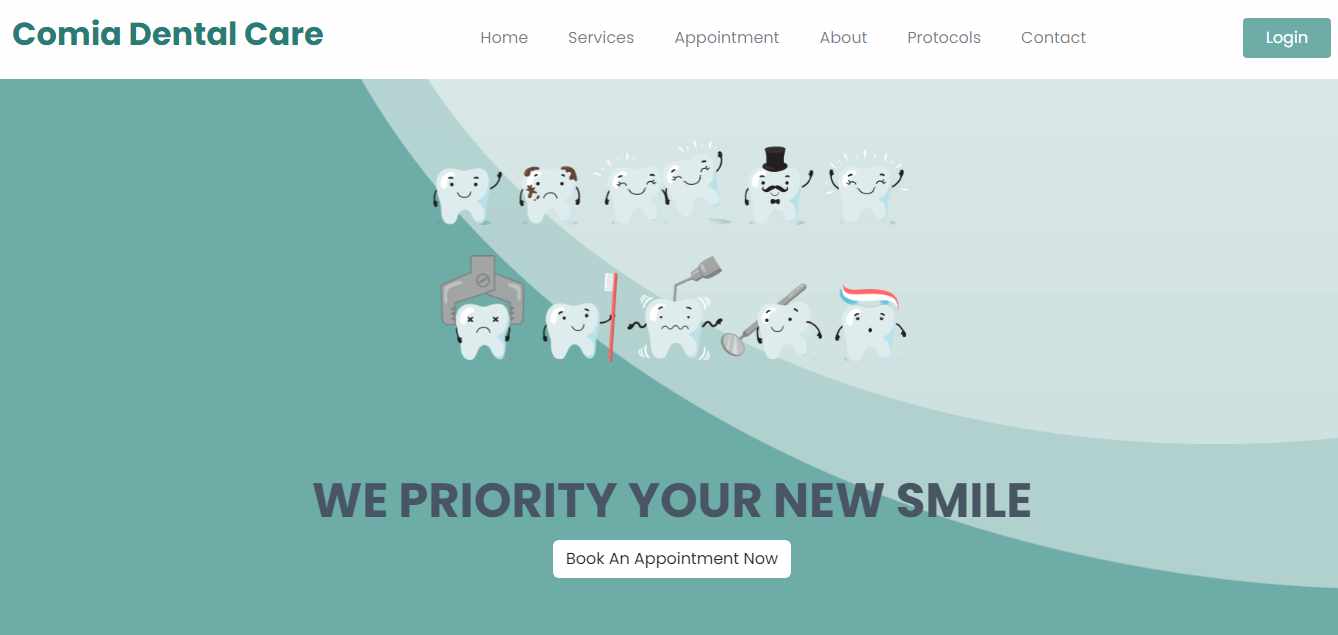 Comia Dental Care
Home Services Appointment About Protocols Contact Login
WE PRIORITY YOUR NEW SMILE
Book An Appointment Now